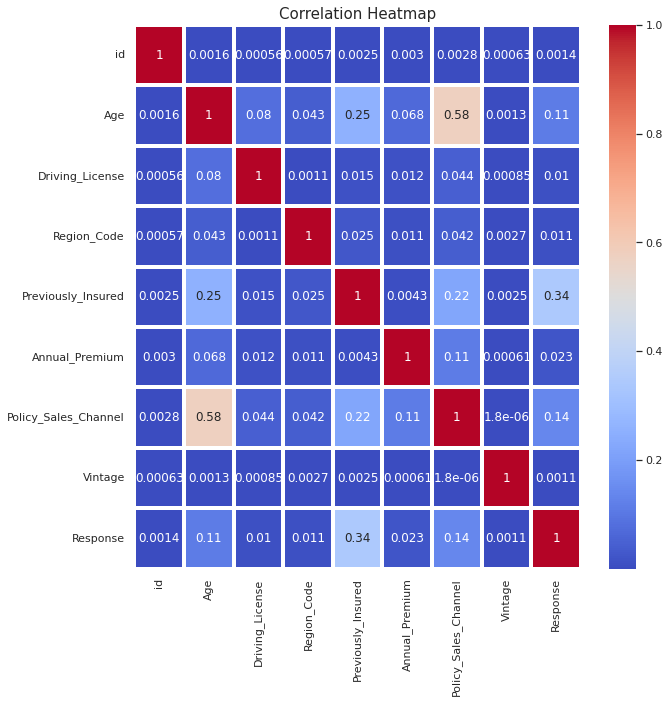 Correlation Heatmap
id 1 0.0016 0.00056 0.00057 0.0025 0.003 0.0028 0.00063 0.0014
Age 0.0016 1 0.08 0.043 0.25 0.068 0.58 0.0013 0.11
Driving_License 0.00056 0.08 1 0.0011 0.015 0.012 0.044 0.00085 0.01
Region_Code 0.00057 0.043 0.0011 1 0.025 0.011 0.042 0.0027 0.011
Previously_Insured 0.0025 0.25 0.015 0.025 1 0.0043 0.22 0.0025 0.34
Annual_Premium 0.003 0.068 0.012 0.011 0.0043 1 0.11 0.00061 0.023
Policy_Sales_Channel 0.0028 0.58 0.044 0.042 0.22 0.11 1 1.8e-06 0.14
Vintage 0.00063 0.0013 0.00085 0.0027 0.0025 0.00061 1.8e-06 1 0.0011
Response 0.0014 0.11 0.01 0.011 0.34 0.023 0.14 0.0011 1
id
Age
Driving_License
Region_Code
Previously_Insured
Annual_Premium
Policy_Sales_Channel
Vintage
Response
1.0
0.8
0.6
0.4
0.2